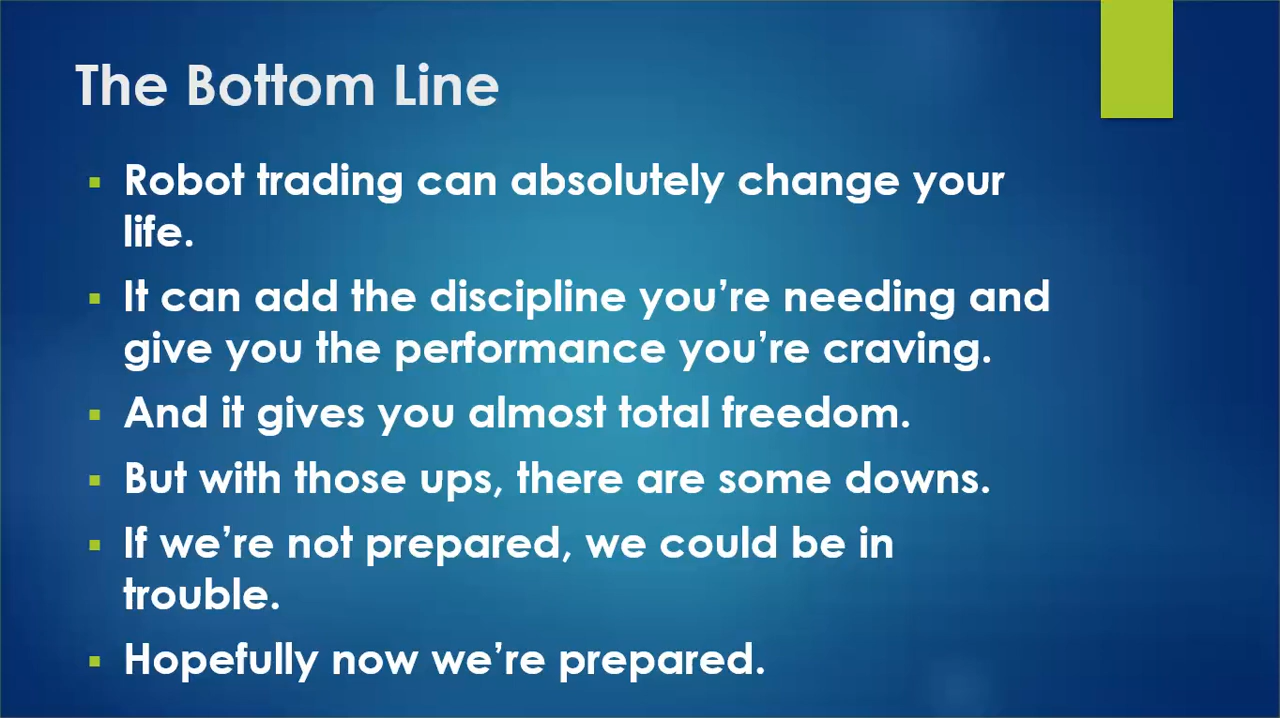 The Bottom Line
Robot trading can absolutely change your
life.
It can add the discipline you’re needing and
give you the performance you’re craving.
And it gives you almost total freedom.
But with those ups, there are some downs.
If we’re not prepared, we could be in
trouble.
Hopefully now we’re prepared.